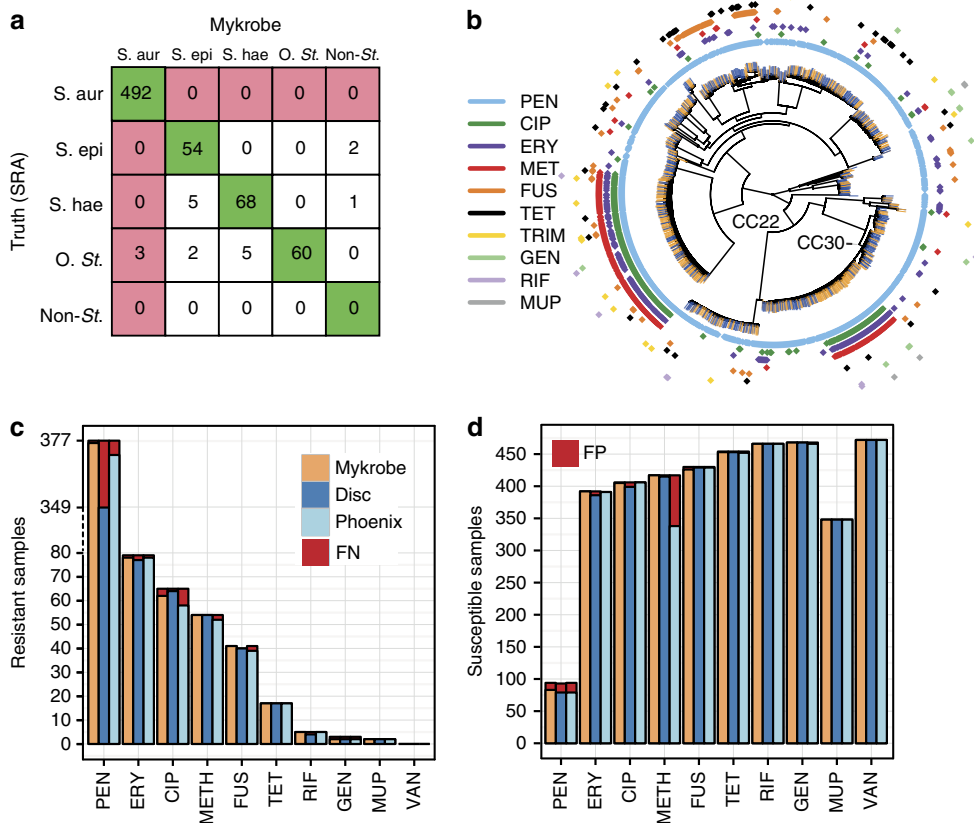 a
Mykrobe
S. aur S. epi S. hae O. St. Non-St.
Truth (SRA)
S. aur 492 0 0 0 0
S. epi 0 54 0 0 2
S. hae 0 5 68 0 1
O. St. 3 2 5 60 0
Non-St. 0 0 0 0 0
b
PEN
CIP
ERY
MET
FUS
TET
TRIM
GEN
RIF
MUP
CC22
CC30-
c
Resistant samples
377
349
80
70
60
50
40
30
20
10
0
Mykrobe
Disc
Phoenix
FN
PEN ERY CIP METH FUS TET RIF GEN MUP VAN
d
FP
Susceptible samples
450
400
350
300
250
200
150
100
50
0
PEN ERY CIP METH FUS TET RIF GEN MUP VAN